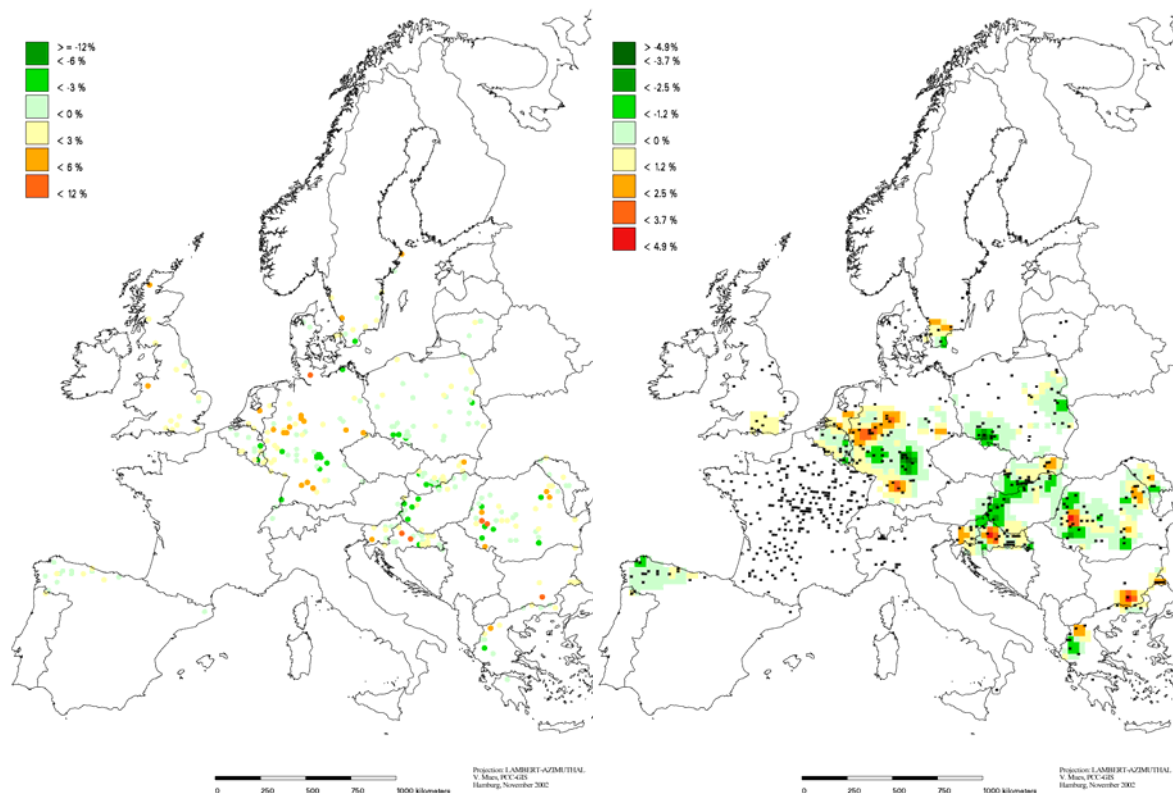 > = -12 %
< -6 %
< -3 %
< 0 %
< 3 %
< 6 %
< 12 %
> -4.9 %
< -3.7 %
< -2.5 %
< -1.2 %
< 0 %
< 1.2 %
< 2.5 %
< 3.7 %
< 4.9 %
Projection: LAMBERT-AZIMUTHAL
V. Mues, PCC-GIS
Hamburg, November 2002
0 250 500 750 1000 kilometers
Projection: LAMBERT-AZIMUTHAL
V. Mues, PCC-GIS
Hamburg, November 2002
0 250 500 750 1000 kilometers